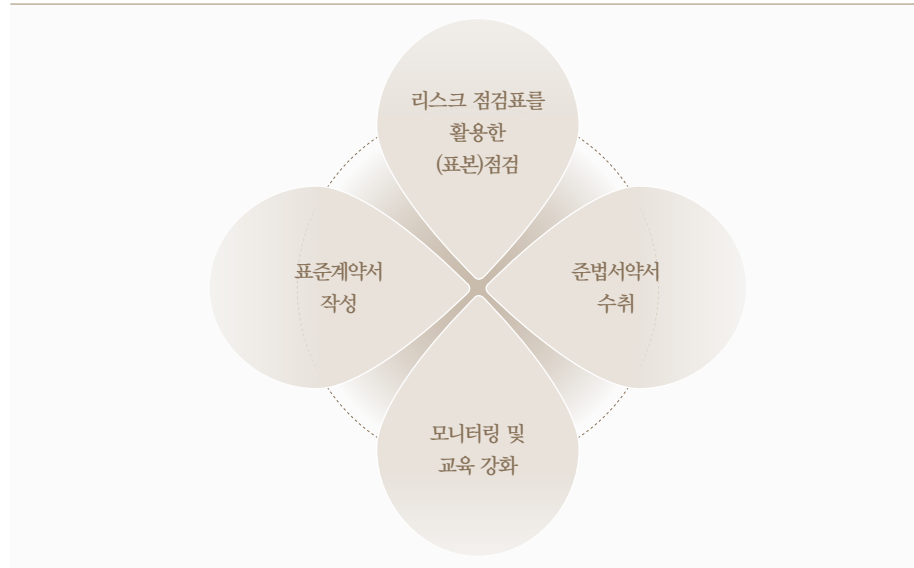 리스크 점검표를
활용한
(표본)점검
표준계약서
작성
준법서약서
수취
모니터링 및
교육 강화